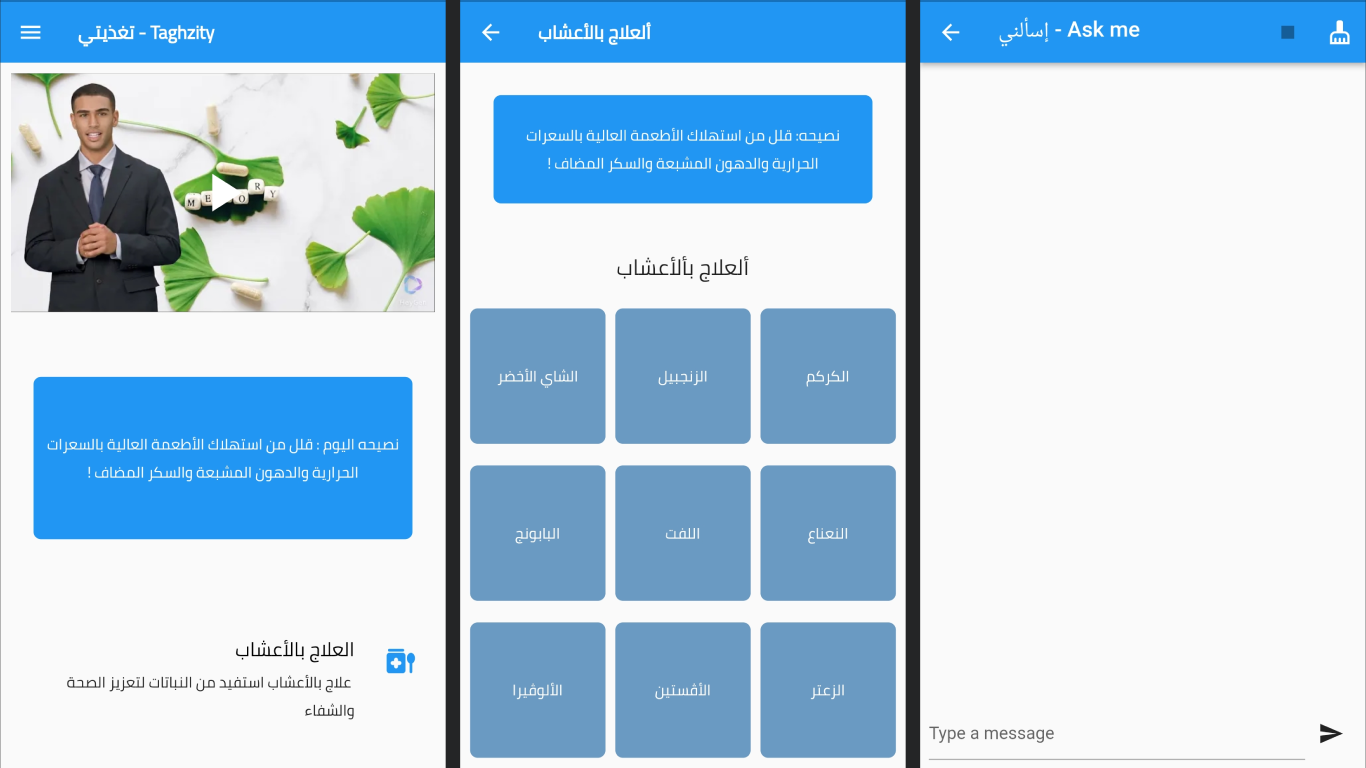 تغذيتي - Taghzity
M E O R Y
نصيحه اليوم : قلل من استهلاك الأطعمة العالية بالسعرات
الحرارية والدهون المشبعة والسكر المضاف !
العلاج بالأعشاب
علاج بالأعشاب استفيد من النباتات لتعزيز الصحة
والشفاء
ألعلاج بالأعشاب
نصيحه: قلل من استهلاك الأطعمة العالية بالسعرات
الحرارية والدهون المشبعة والسكر المضاف !
ألعلاج بألأعشاب
الكركم
الزنجبيل
الشاي الأخضر
النعناع
اللفت
البابونج
الزعتر
الأفستين
الألوفيرا
إسألني - Ask me
Type a message